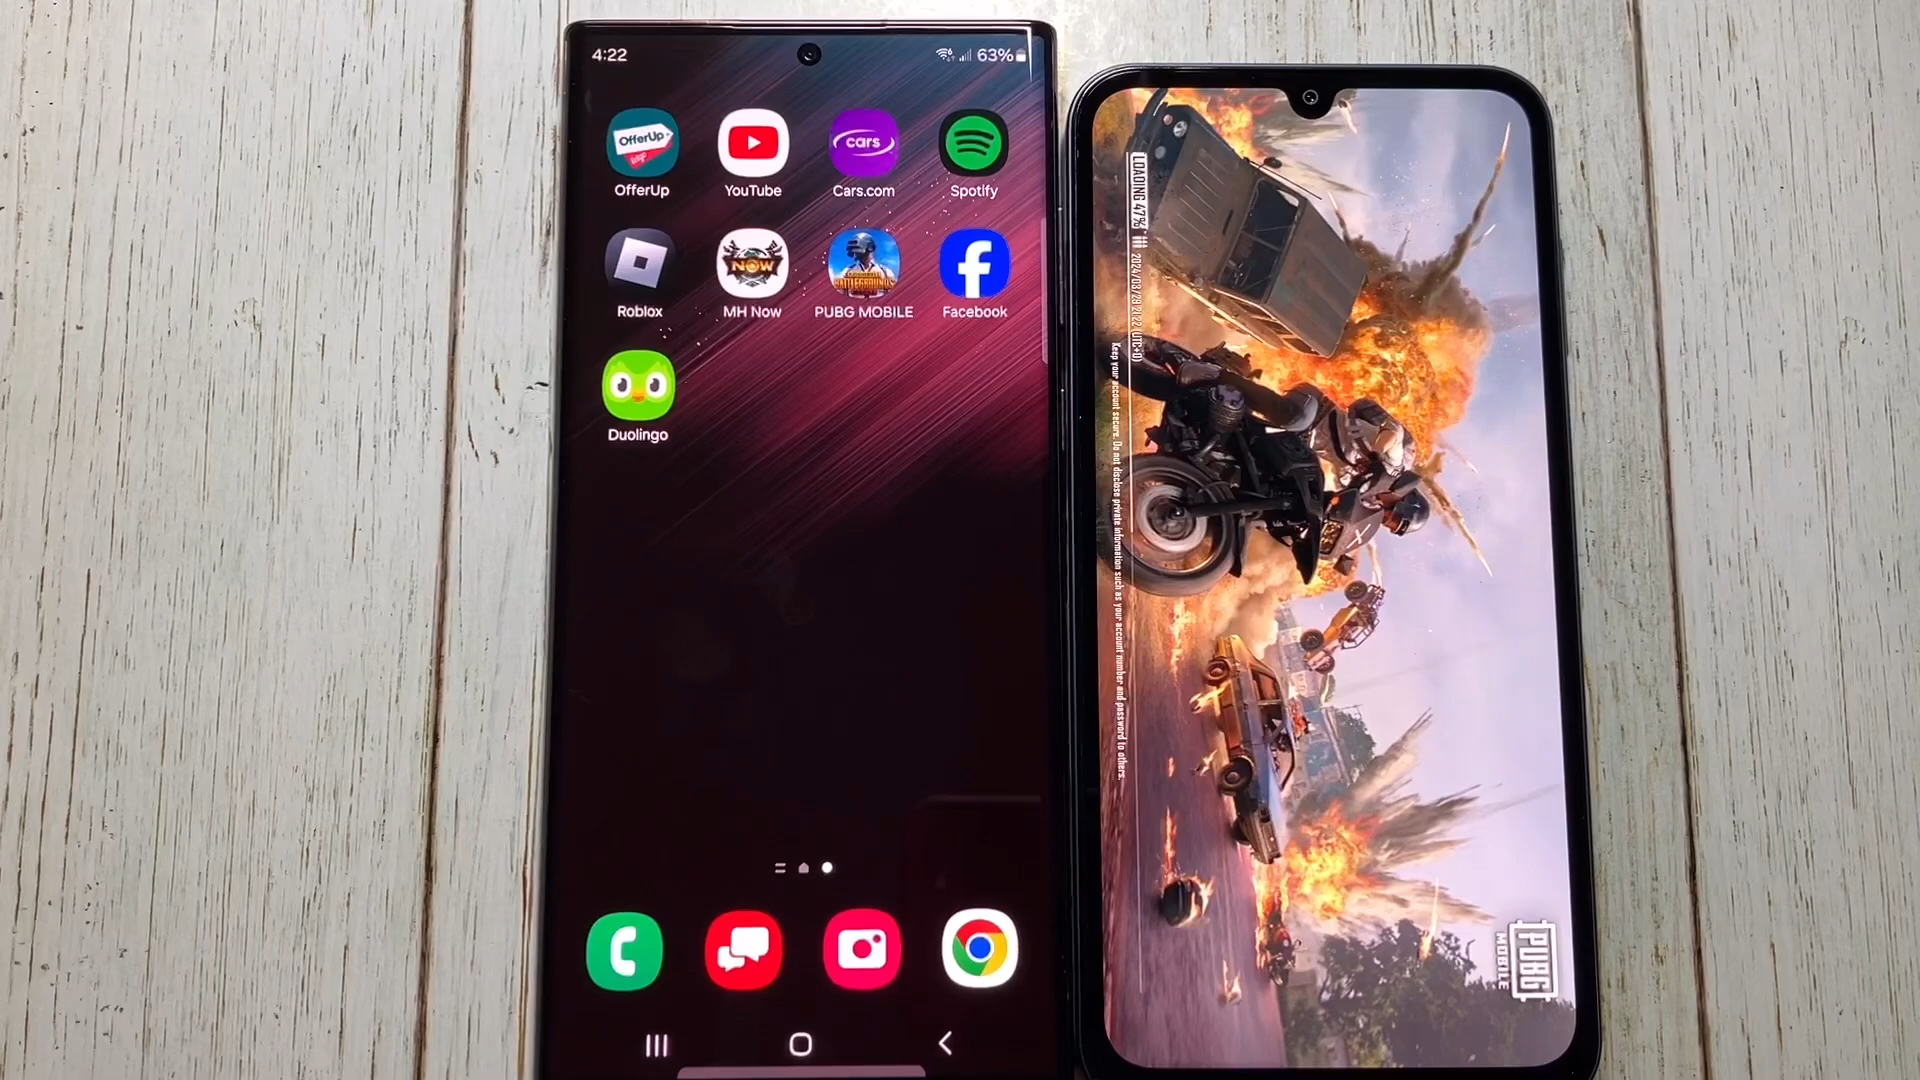 4:22
63%
OfferUp
OfferUp
YouTube
cars
Cars.com
Spotify
Roblox
NOW
MH Now
BATTLEGROUNDS
PUBG MOBILE
Facebook
Duolingo
LOADING 47%
Keep your account secure. Do not disclose private information such as your account number and password to others.
PUBG
MOBILE